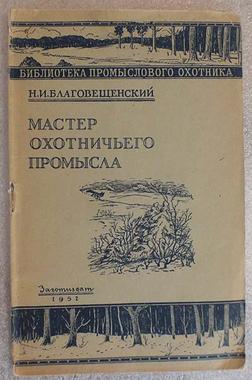 БИБЛИОТЕКА ПРОМЫСЛОВОГО ОХОТНИКА
Н.И.БЛАГОВЕЩЕНСКИЙ
МАСТЕР
ОХОТНИЧЬЕГО
ПРОМЫСЛА
Заготиздат
1951